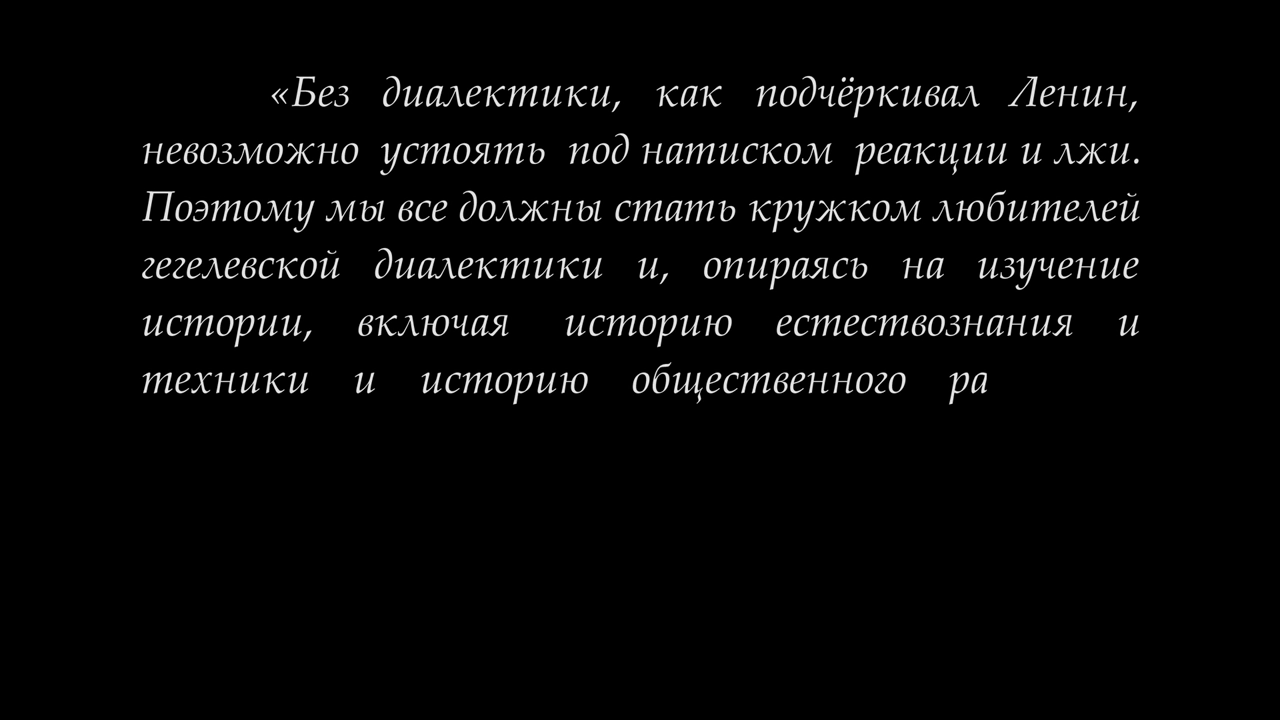 «Без диалектики, как подчёркивал Ленин,
невозможно устоять под натиском реакции и лжи.
Поэтому мы все должны стать кружком любителей
гегелевской диалектики и, опираясь на изучение
истории, включая историю естествознания и
техники и историю общественного ра